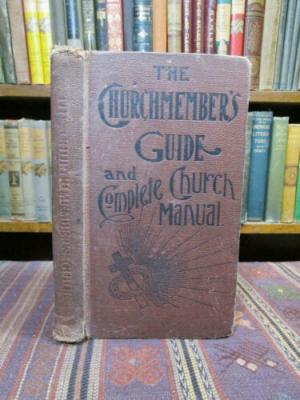 THE
CHURCHMEMBER'S
GUIDE
and Church
Complete
MANUAL.